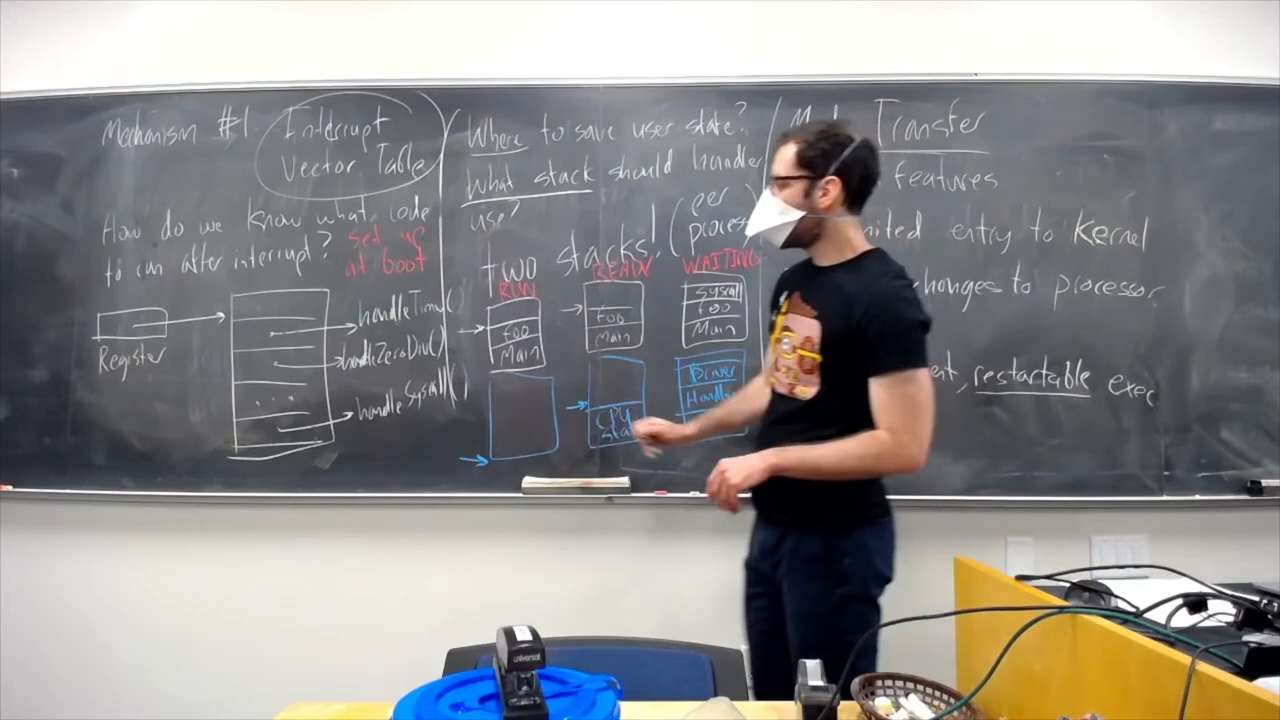 Mechanism #1
Interrupt
Vector Table
How do we know what code
to run after interrupt?
set up
at boot
Register
handleTimer()
handleZeroDiv()
...
handleSyscall()
Where to save user state?
What stack should handler
use?
TWO stacks! (per
process)
RUN
foo
Main
READY
foo
Main
CPU
State
WAITING
syscall
foo
Main
Driver
Transfer
features
entry to Kernel
changes to processor
restartable exec
universal